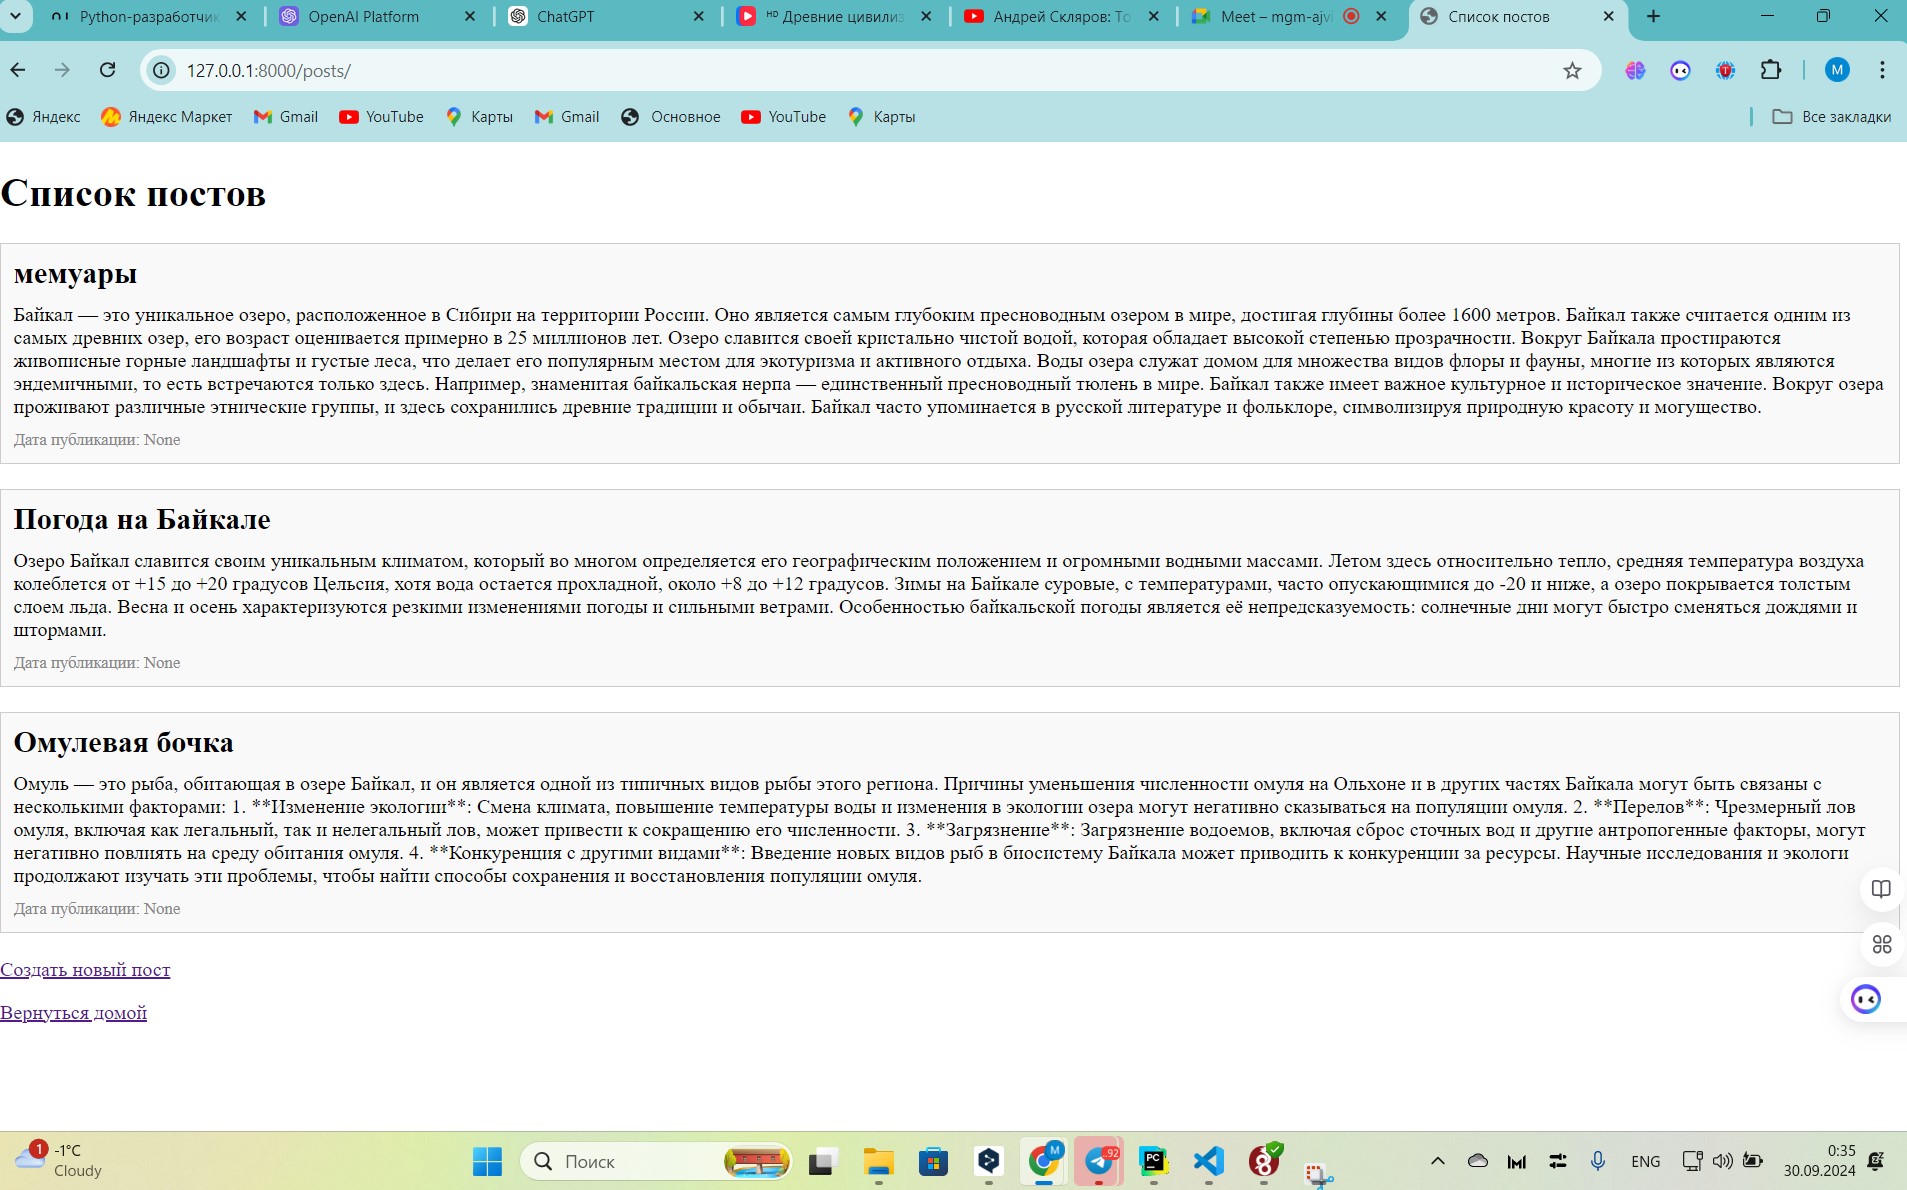 Python-разработчик
OpenAI Platform
ChatGPT
HD Древние цивилиз
Андрей Скляров: То
Meet – mgm-ajvi
Список постов
127.0.0.1:8000/posts/
M
Яндекс
Яндекс Маркет
Gmail
YouTube
Карты
Gmail
Основное
YouTube
Карты
Все закладки
Список постов
мемуары
Байкал — это уникальное озеро, расположенное в Сибири на территории России. Оно является самым глубоким пресноводным озером в мире, достигая глубины более 1600 метров. Байкал также считается одним из
самых древних озер, его возраст оценивается примерно в 25 миллионов лет. Озеро славится своей кристально чистой водой, которая обладает высокой степенью прозрачности. Вокруг Байкала простираются
живописные горные ландшафты и густые леса, что делает его популярным местом для экотуризма и активного отдыха. Воды озера служат домом для множества видов флоры и фауны, многие из которых являются
эндемичными, то есть встречаются только здесь. Например, знаменитая байкальская нерпа — единственный пресноводный тюлень в мире. Байкал также имеет важное культурное и историческое значение. Вокруг озера
проживают различные этнические группы, и здесь сохранились древние традиции и обычаи. Байкал часто упоминается в русской литературе и фольклоре, символизируя природную красоту и могущество.
Дата публикации: None
Погода на Байкале
Озеро Байкал славится своим уникальным климатом, который во многом определяется его географическим положением и огромными водными массами. Летом здесь относительно тепло, средняя температура воздуха
колеблется от +15 до +20 градусов Цельсия, хотя вода остается прохладной, около +8 до +12 градусов. Зимы на Байкале суровые, с температурами, часто опускающимися до -20 и ниже, а озеро покрывается толстым
слоем льда. Весна и осень характеризуются резкими изменениями погоды и сильными ветрами. Особенностью байкальской погоды является её непредсказуемость: солнечные дни могут быстро сменяться дождями и
штормами.
Дата публикации: None
Омулевая бочка
Омуль — это рыба, обитающая в озере Байкал, и он является одной из типичных видов рыбы этого региона. Причины уменьшения численности омуля на Ольхоне и в других частях Байкала могут быть связаны с
несколькими факторами: 1. **Изменение экологии**: Смена климата, повышение температуры воды и изменения в экологии озера могут негативно сказываться на популяции омуля. 2. **Перелов**: Чрезмерный лов
омуля, включая как легальный, так и нелегальный лов, может привести к сокращению его численности. 3. **Загрязнение**: Загрязнение водоемов, включая сброс сточных вод и другие антропогенные факторы, могут
негативно повлиять на среду обитания омуля. 4. **Конкуренция с другими видами**: Введение новых видов рыб в биосистему Байкала может приводить к конкуренции за ресурсы. Научные исследования и экологи
продолжают изучать эти проблемы, чтобы найти способы сохранения и восстановления популяции омуля.
Дата публикации: None
Создать новый пост
Вернуться домой
1
-1°C
Cloudy
Поиск
M
..92
PC
ENG
0:35
30.09.2024